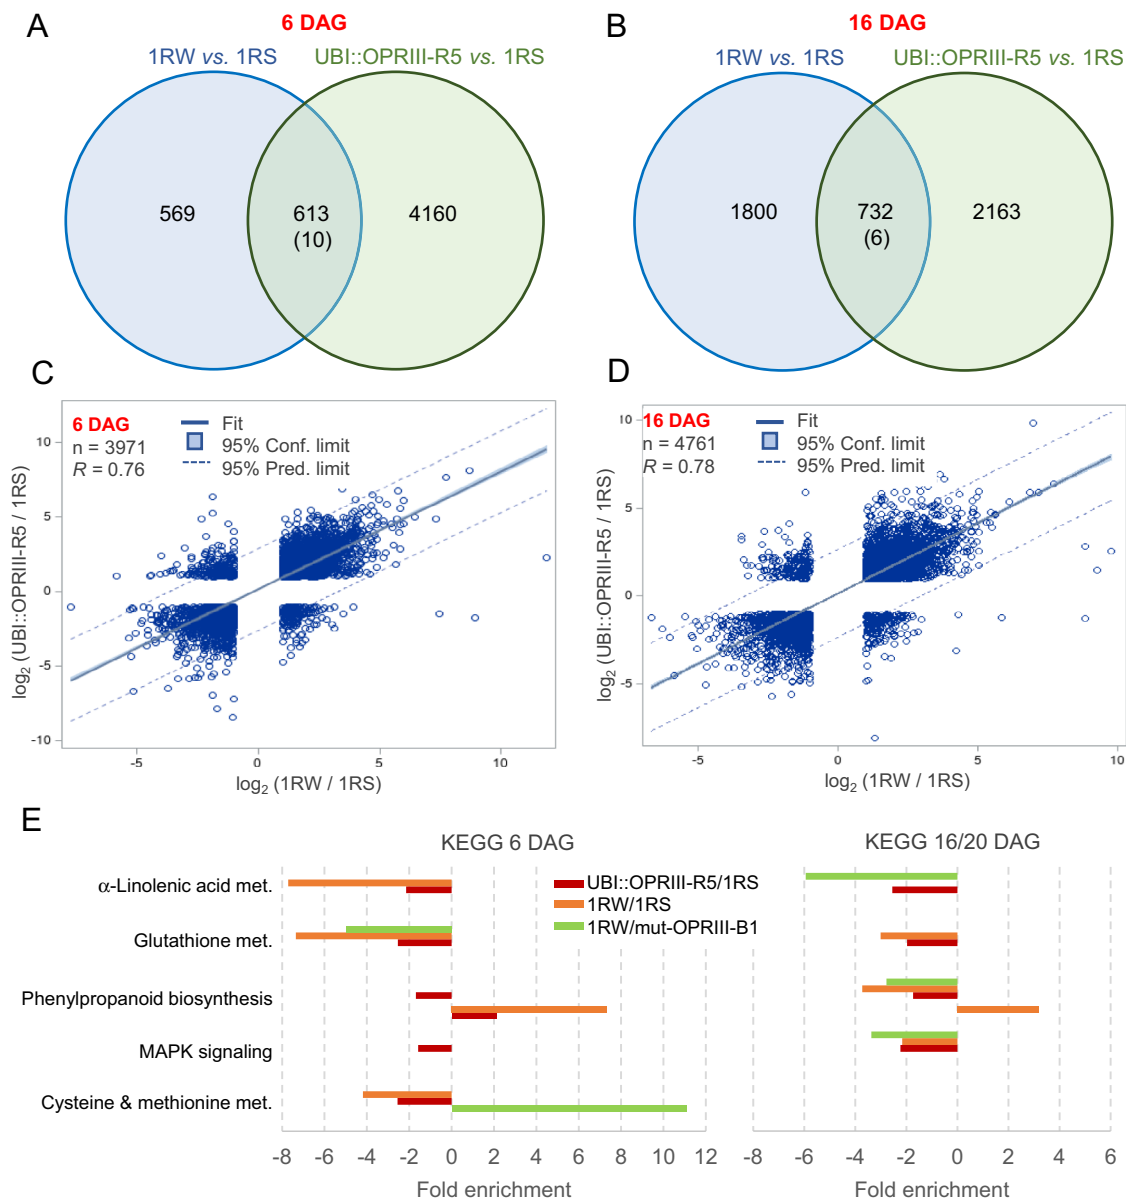 A
6 DAG
1RW vs. 1RS
UBI::OPRIII-R5 vs. 1RS
569
613
(10)
4160
B
16 DAG
1RW vs. 1RS
UBI::OPRIII-R5 vs. 1RS
1800
732
(6)
2163
C
6 DAG
n = 3971
R = 0.76
Fit
95% Conf. limit
95% Pred. limit
log2 (UBI::OPRIII-R5 / 1RS)
10
5
0
-5
-10
-5 0 5 10
log2 (1RW / 1RS)
D
16 DAG
n = 4761
R = 0.78
Fit
95% Conf. limit
95% Pred. limit
log2 (UBI::OPRIII-R5 / 1RS)
10
5
0
-5
-5 0 5 10
log2 (1RW / 1RS)
E
KEGG 6 DAG
KEGG 16/20 DAG
UBI::OPRIII-R5/1RS
1RW/1RS
1RW/mut-OPRIII-B1
α-Linolenic acid met.
Glutathione met.
Phenylpropanoid biosynthesis
MAPK signaling
Cysteine & methionine met.
-8 -6 -4 -2 0 2 4 6 8 10 12
Fold enrichment
-8 -6 -4 -2 0 2 4 6
Fold enrichment